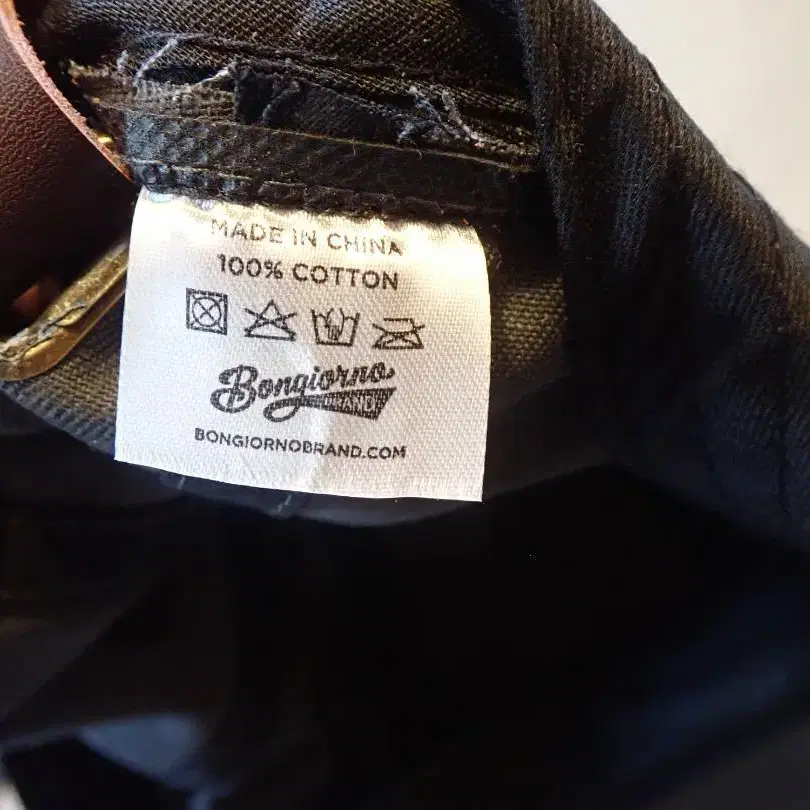 MADE IN CHINA
100% COTTON
Bongiorno
BRAND
BONGIORNOBRAND.COM